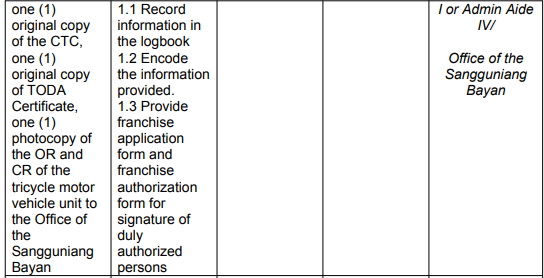 one (1)
original copy
of the CTC,
one (1)
original copy
of TODA
Certificate,
one (1)
photocopy of
the OR and
CR of the
tricycle motor
vehicle unit to
the Office of
the
Sangguniang
Bayan
1.1 Record
information in
the logbook
1.2 Encode
the information
provided.
1.3 Provide
franchise
application
form and
franchise
authorization
form for
signature of
duly
authorized
persons
I or Admin Aide
IV/
Office of the
Sangguniang
Bayan